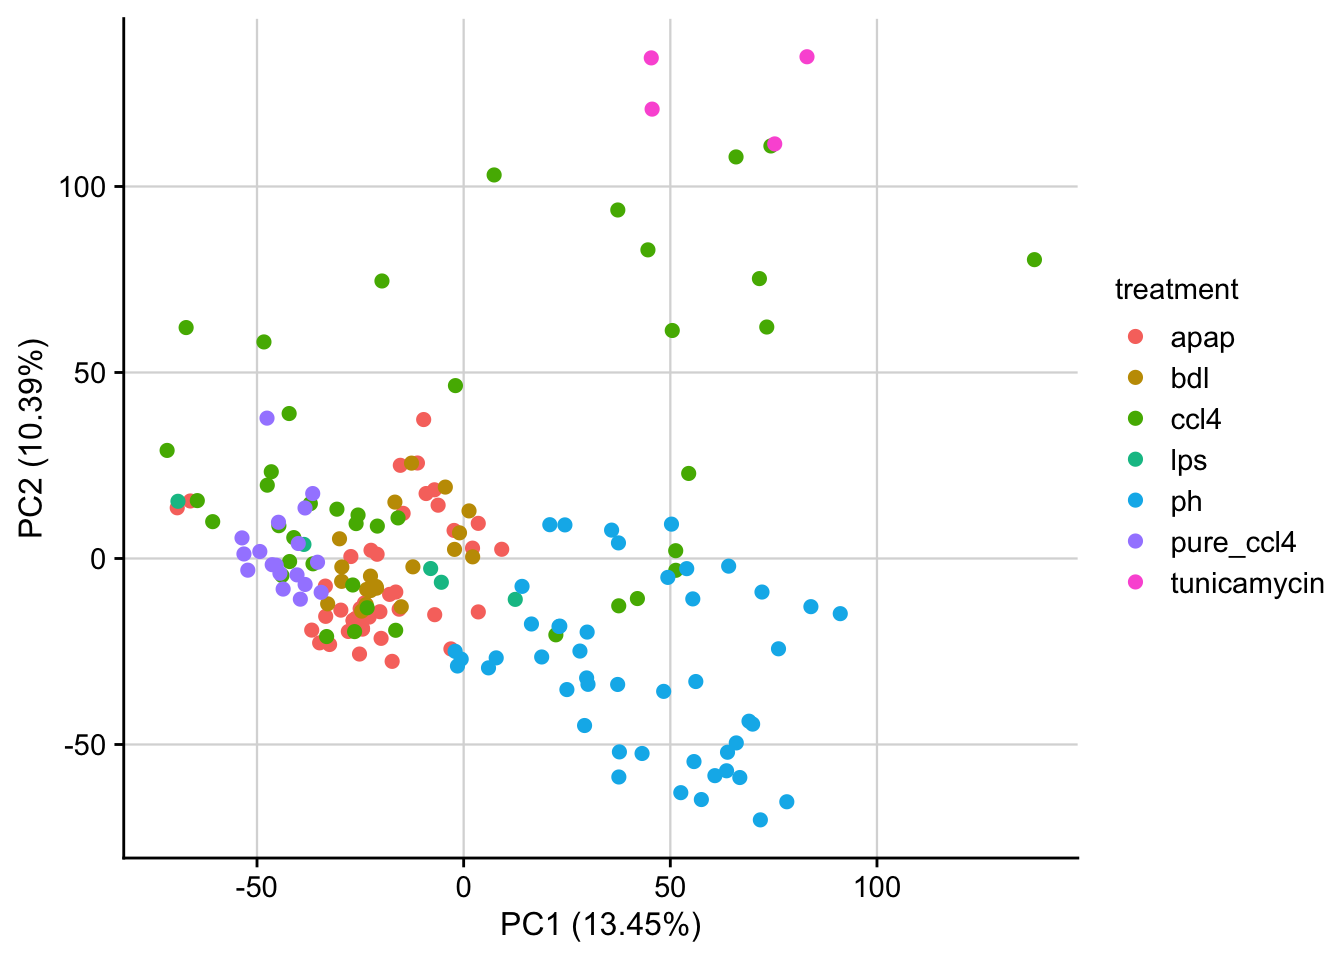 PC2 (10.39%)
100
50
0
-50
-50 0 50 100
PC1 (13.45%)
treatment
apap
bdl
ccl4
lps
ph
pure_ccl4
tunicamycin